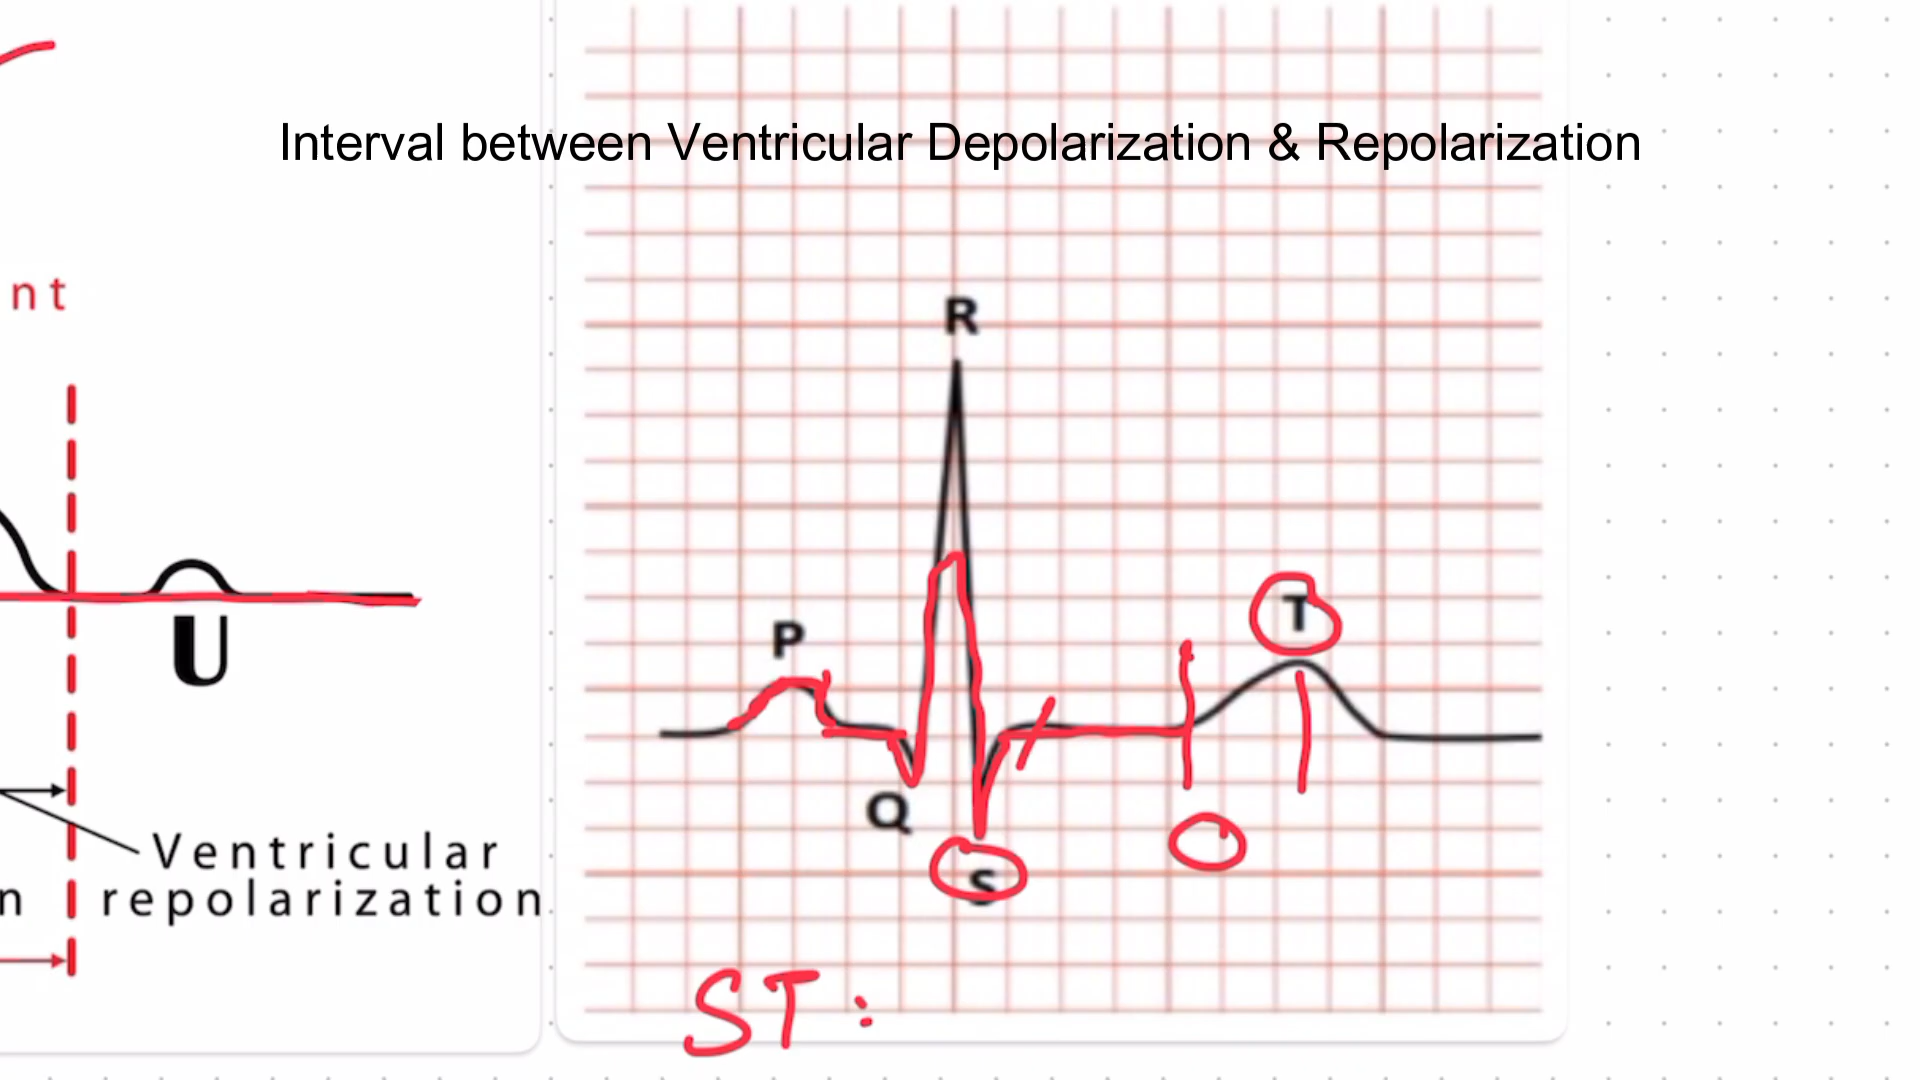 Interval between Ventricular Depolarization & Repolarization
nt
U
Ventricular
n repolarization
R
P
T
Q
S
ST: